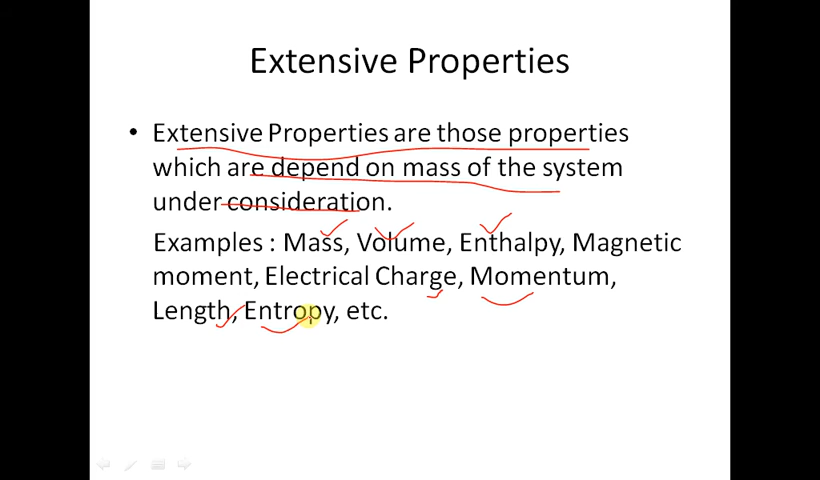 Extensive Properties
• Extensive Properties are those properties
which are depend on mass of the system
under consideration.
Examples : Mass, Volume, Enthalpy, Magnetic
moment, Electrical Charge, Momentum,
Length, Entropy, etc.